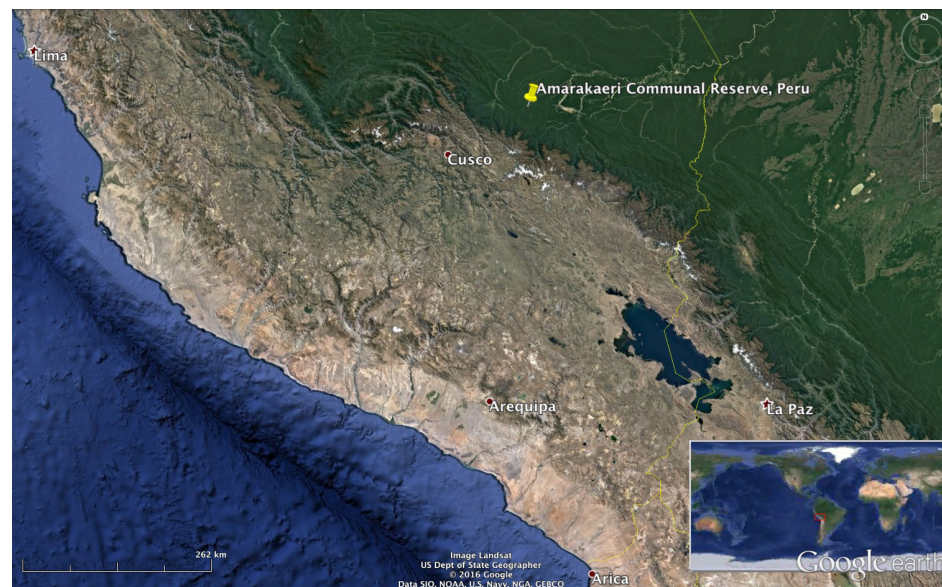 N
Lima
Amarakaeri Communal Reserve, Peru
Cusco
Arequipa
La Paz
262 km
Image Landsat
US Dept of State Geographer
© 2016 Google
Data SIO, NOAA, U.S. Navy, NGA, GEBCO
Arica
Google earth